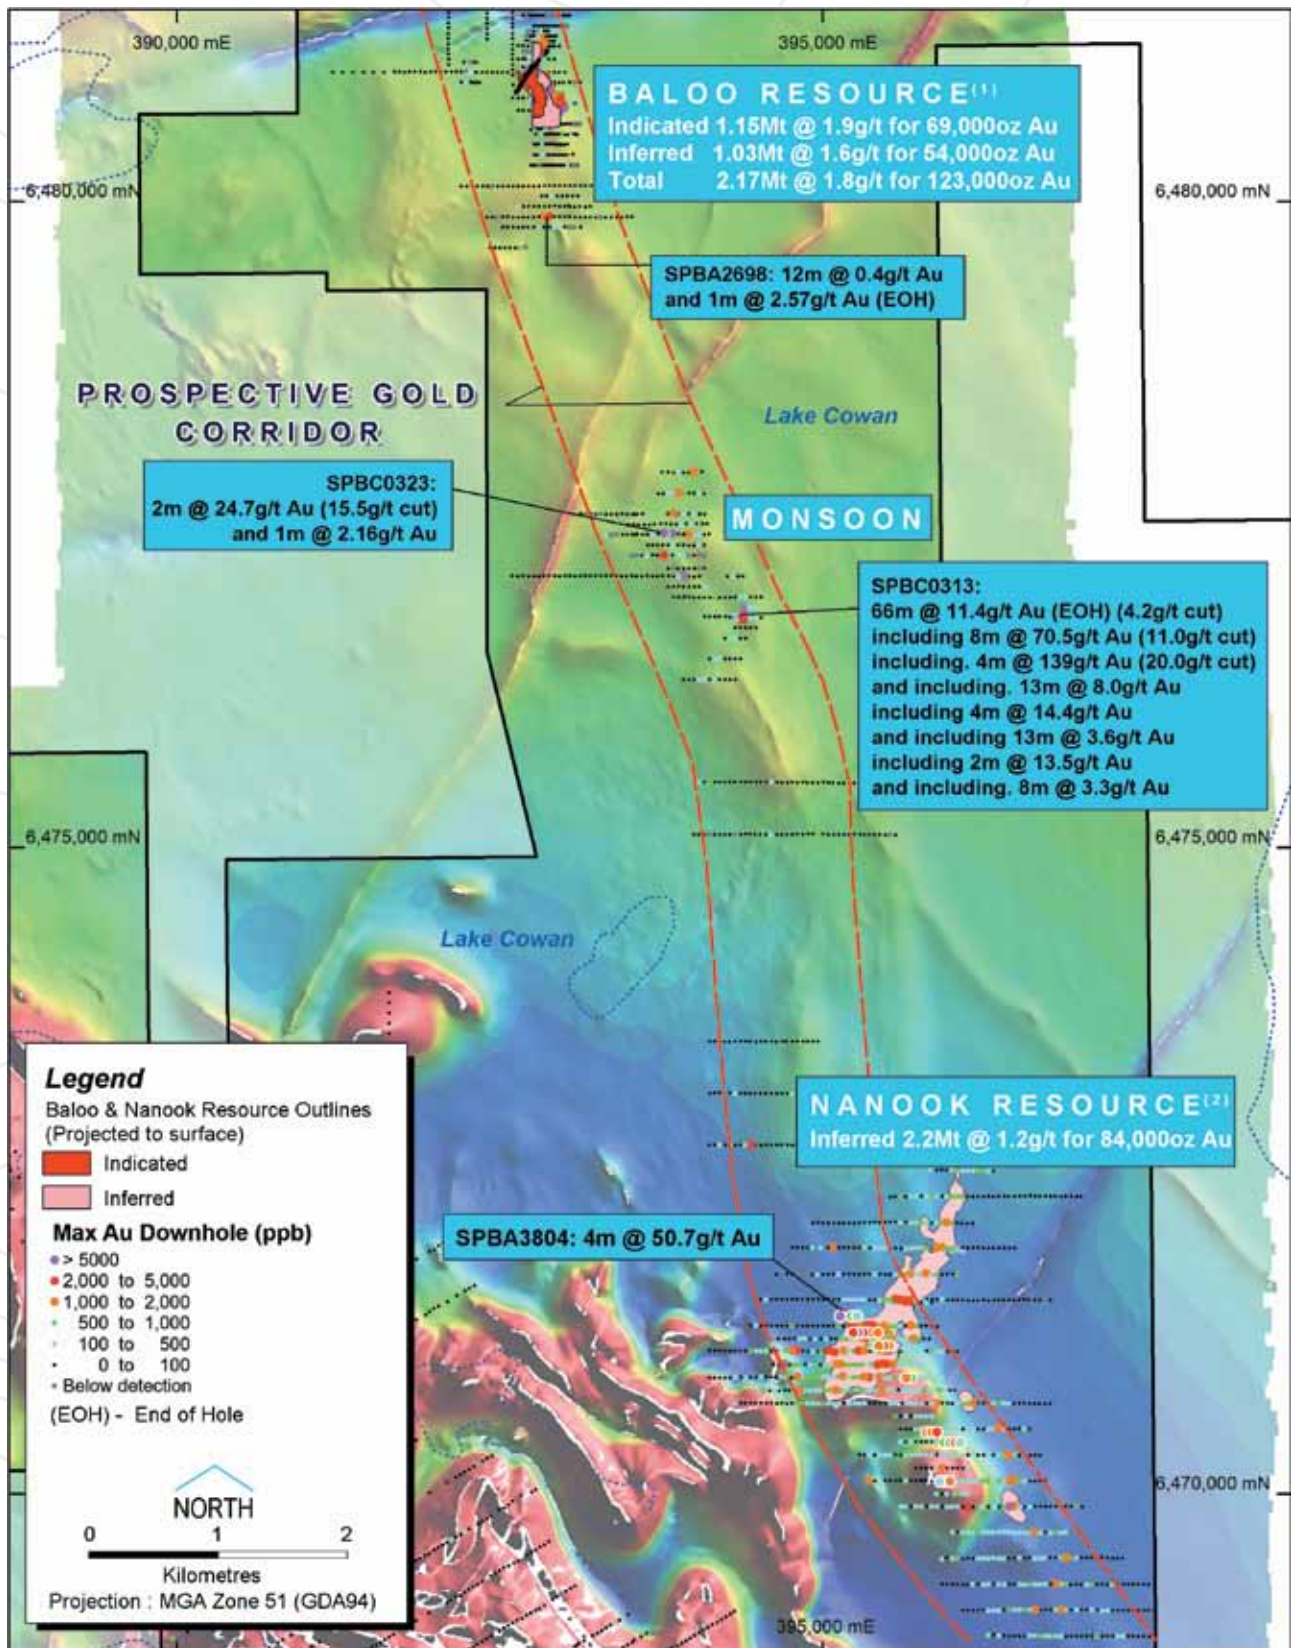 390,000 mE
395,000 mE
BALOO RESOURCE(1)
Indicated 1.15Mt @ 1.9g/t for 69,000oz Au
Inferred 1.03Mt @ 1.6g/t for 54,000oz Au
Total 2.17Mt @ 1.8g/t for 123,000oz Au
6,480,000 mN
6,480,000 mN
SPBA2698: 12m @ 0.4g/t Au
and 1m @ 2.57g/t Au (EOH)
PROSPECTIVE GOLD
CORRIDOR
Lake Cowan
SPBC0323:
2m @ 24.7g/t Au (15.5g/t cut)
and 1m @ 2.16g/t Au
MONSOON
SPBC0313:
66m @ 11.4g/t Au (EOH) (4.2g/t cut)
including 8m @ 70.5g/t Au (11.0g/t cut)
including. 4m @ 139g/t Au (20.0g/t cut)
and including. 13m @ 8.0g/t Au
including 4m @ 14.4g/t Au
and including 13m @ 3.6g/t Au
including 2m @ 13.5g/t Au
and including. 8m @ 3.3g/t Au
6,475,000 mN
6,475,000 mN
Lake Cowan
NANOOK RESOURCE(2)
Inferred 2.2Mt @ 1.2g/t for 84,000oz Au
SPBA3804: 4m @ 50.7g/t Au
6,470,000 mN
395,000 mE
Legend
Baloo & Nanook Resource Outlines
(Projected to surface)
Indicated
Inferred
Max Au Downhole (ppb)
> 5000
2,000 to 5,000
1,000 to 2,000
500 to 1,000
100 to 500
0 to 100
Below detection
(EOH) - End of Hole
NORTH
0 1 2
Kilometres
Projection : MGA Zone 51 (GDA94)